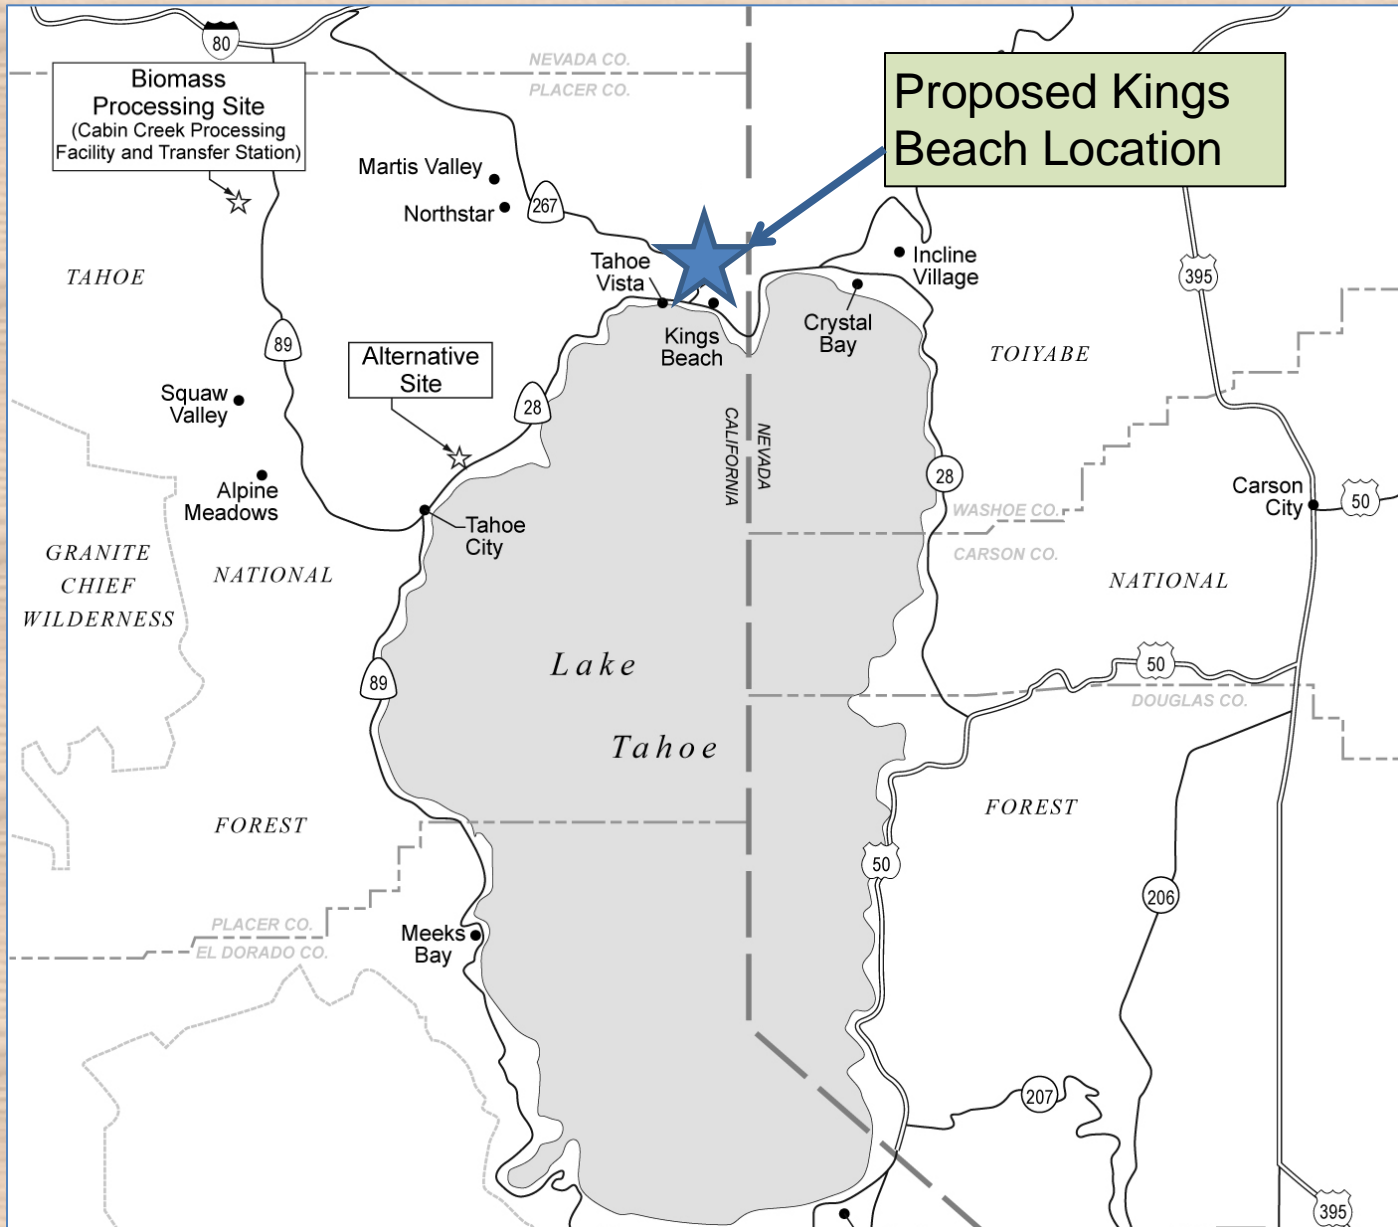 80
NEVADA CO.
PLACER CO.
Biomass
Processing Site
(Cabin Creek Processing
Facility and Transfer Station)
Proposed Kings
Beach Location
Martis Valley
Northstar
267
TAHOE
Tahoe
Vista
Incline
Village
395
Kings
Beach
Crystal
Bay
TOIYABE
89
Alternative
Site
Squaw
Valley
28
CALIFORNIA
NEVADA
Alpine
Meadows
28
Carson
City
50
WASHOE CO.
CARSON CO.
Tahoe
City
GRANITE
CHIEF
WILDERNESS
NATIONAL
NATIONAL
Lake
Tahoe
89
50
DOUGLAS CO.
FOREST
FOREST
50
206
PLACER CO.
EL DORADO CO.
Meeks
Bay
207
395